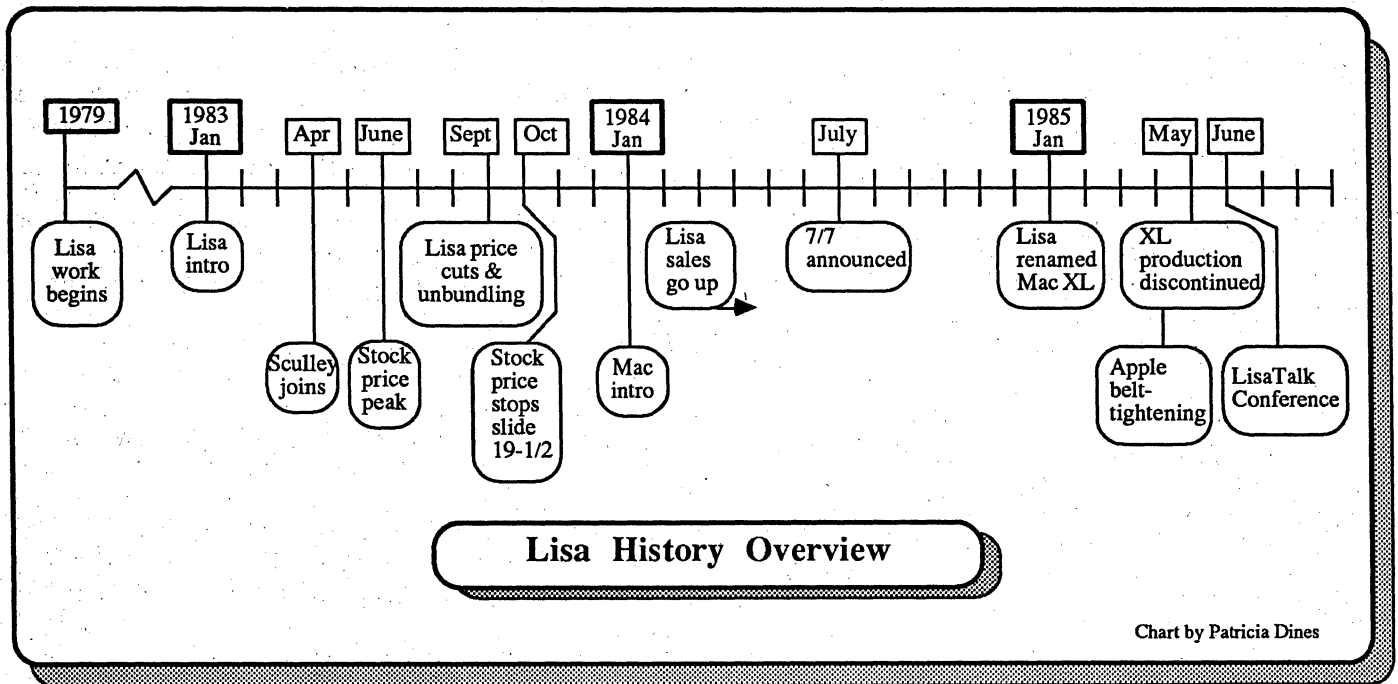 1979
1983
Jan
Apr
June
Sept
Oct
1984
Jan
July
1985
Jan
May
June
Lisa
work
begins
Lisa
intro
Sculley
joins
Stock
price
peak
Lisa price
cuts &
unbundling
Stock
price
stops
slide
19-1/2
Mac
intro
Lisa
sales
go up
7/7
announced
Lisa
renamed
Mac XL
XL
production
discontinued
Apple
belt-
tightening
LisaTalk
Conference
Lisa History Overview
Chart by Patricia Dines